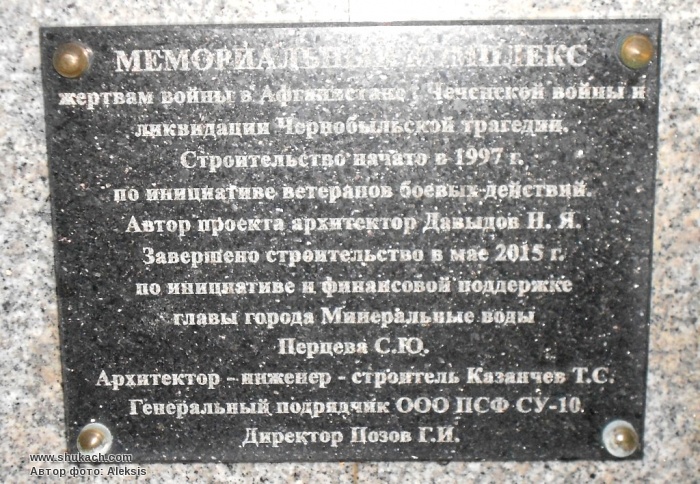 МЕМОРИАЛЬНЫЙ КОМПЛЕКС
жертвам войны в Афганистане, Чеченской войны и
ликвидации Чернобыльской трагедии.
Строительство начато в 1997 г.
по инициативе ветеранов боевых действий.
Автор проекта архитектор Давыдов Н. Я.
Завершено строительство в мае 2015 г.
по инициативе и финансовой поддержке
главы города Минеральные воды
Перцева С.Ю.
Архитектор – инженер - строитель Казанчев Т.С.
Генеральный подрядчик ООО ПСФ СУ-10.
Директор Позов Г.И.
www.shukach.com
Автор фото: Aleksis